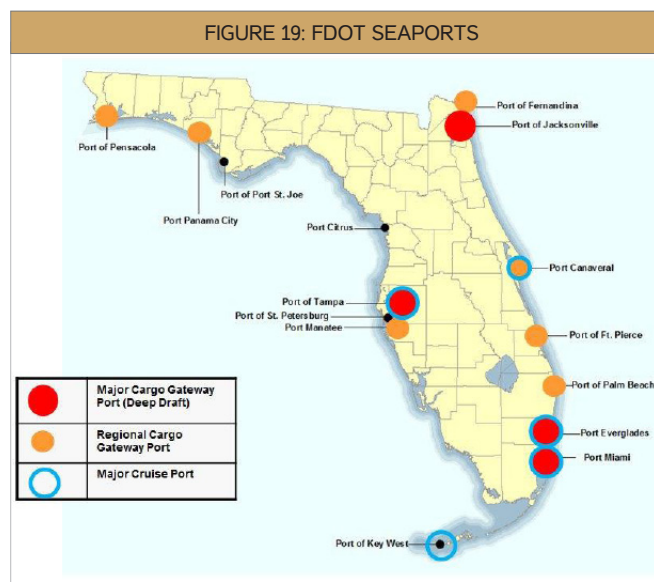 FIGURE 19: FDOT SEAPORTS
Port of Fernandina
Port of Jacksonville
Port of Pensacola
Port of Port St. Joe
Port Panama City
Port Citrus
Port Canaveral
Port of Tampa
Port of St. Petersburg
Port Manatee
Port of Ft. Pierce
Port of Palm Beach
Major Cargo Gateway
Port (Deep Draft)
Regional Cargo
Gateway Port
Major Cruise Port
Port Everglades
Port Miami
Port of Key West